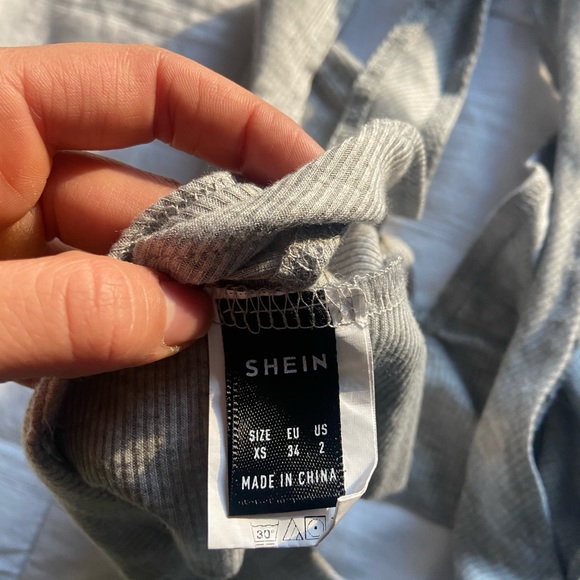 SHEIN
SIZE EU US
XS 34 2
MADE IN CHINA
30°